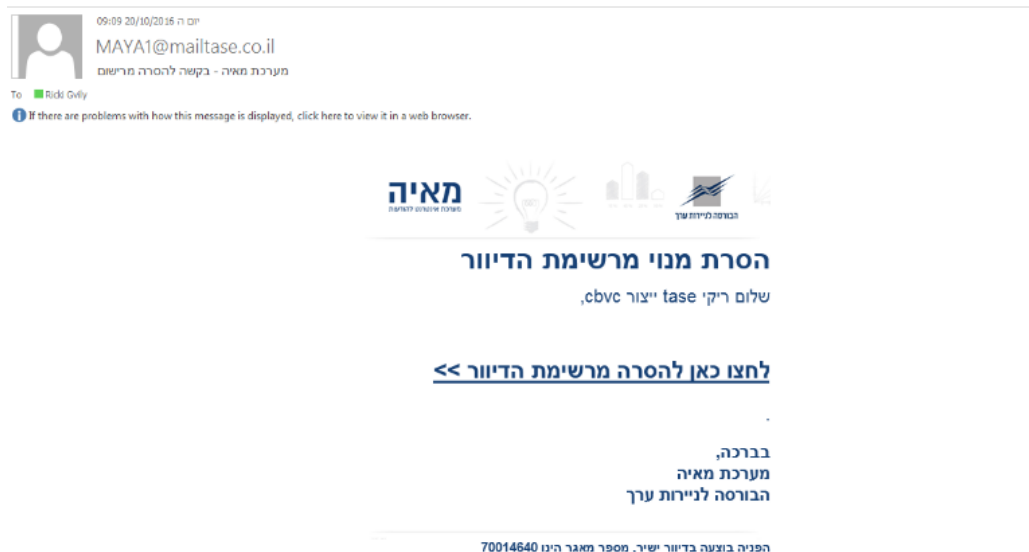 יום ה 20/10/2016 09:09
MAYA1@mailtase.co.il
מערכת מאיה - בקשה להסרה מרישום
To Ricki Gvily
If there are problems with how this message is displayed, click here to view it in a web browser.
מאיה
מערכת אינטרנט להודעות
הבורסה לניירות ערך
הסרת מנוי מרשימת הדיוור
שלום ריקי tase ייצור cbvc,
לחצו כאן להסרה מרשימת הדיוור >>
.
בברכה,
מערכת מאיה
הבורסה לניירות ערך
הפניה בוצעה בדיוור ישיר. מספר מאגר הינו 70014640